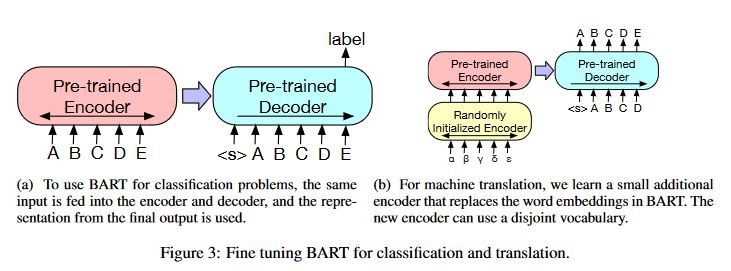 label
Pre-trained
Encoder
Pre-trained
Decoder
A B C D E
<s> A B C D E
A B C D E
Pre-trained
Encoder
Pre-trained
Decoder
<s> A B C D
Randomly
Initialized Encoder
α β γ δ ε
(a) To use BART for classification problems, the same
input is fed into the encoder and decoder, and the repre-
sentation from the final output is used.
(b) For machine translation, we learn a small additional
encoder that replaces the word embeddings in BART. The
new encoder can use a disjoint vocabulary.
Figure 3: Fine tuning BART for classification and translation.